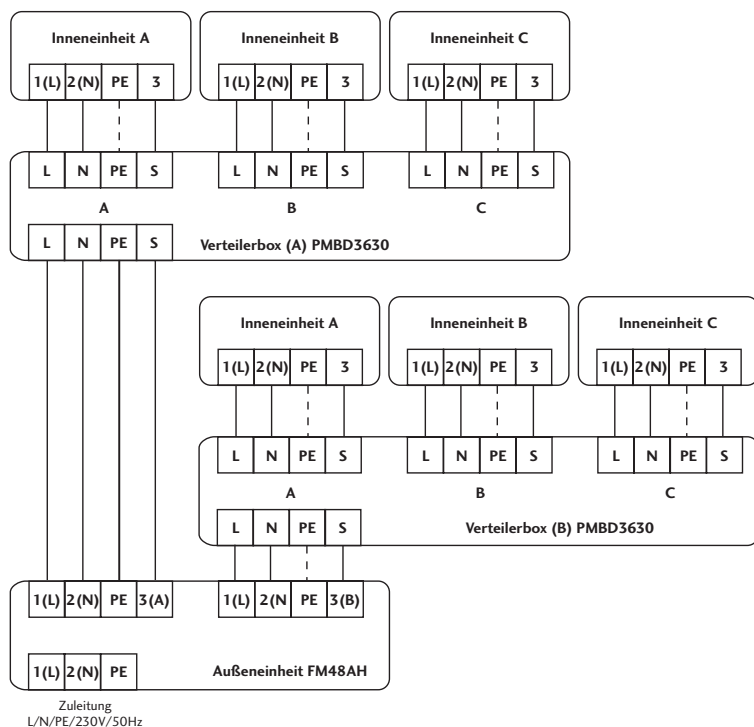 Inneneinheit A Inneneinheit B Inneneinheit C
1(L) 2(N) PE 3 1(L) 2(N) PE 3 1(L) 2(N) PE 3
L N PE S L N PE S L N PE S
A B C
L N PE S
Verteilerbox (A) PMBD3630
Inneneinheit A Inneneinheit B Inneneinheit C
1(L) 2(N) PE 3 1(L) 2(N) PE 3 1(L) 2(N) PE 3
L N PE S L N PE S L N PE S
A B C
L N PE S
Verteilerbox (B) PMBD3630
1(L) 2(N) PE 3(A) 1(L) 2(N PE 3(B)
1(L) 2(N) PE
Außeneinheit FM48AH
Zuleitung
L/N/PE/230V/50Hz